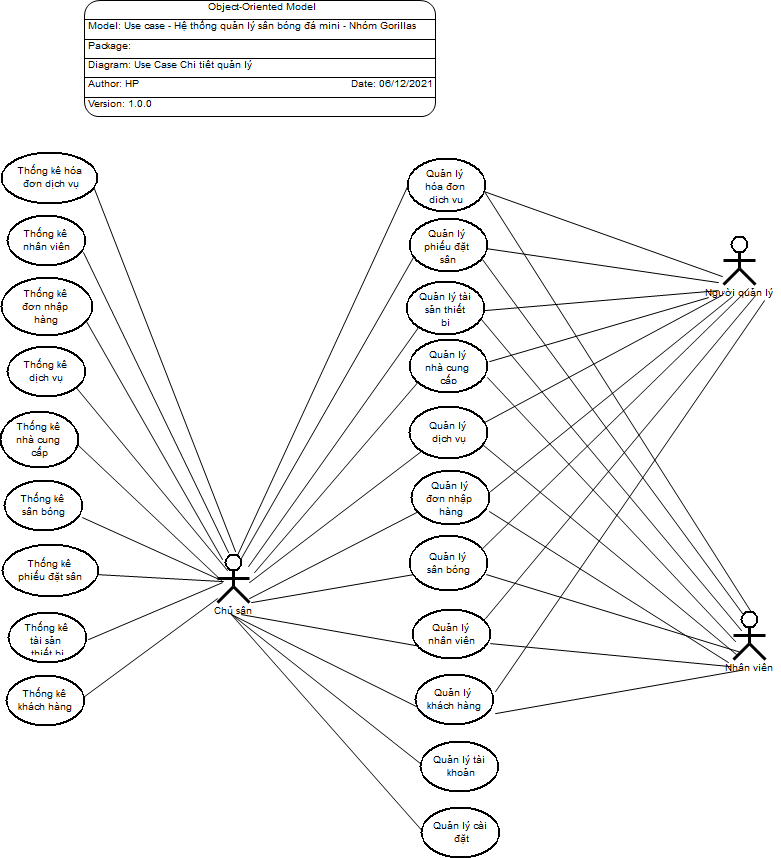 Object-Oriented Model
Model: Use case - Hệ thống quản lý sân bóng đá mini - Nhóm Gorillas
Package:
Diagram: Use Case Chi tiết quản lý
Author: HP Date: 06/12/2021
Version: 1.0.0
Thống kê hóa
đơn dịch vụ
Thống kê
nhân viên
Thống kê
đơn nhập
hàng
Thống kê
dịch vụ
Thống kê
nhà cung
cấp
Thống kê
sân bóng
Thống kê
phiếu đặt sân
Thống kê
tài sản
thiết bị
Thống kê
khách hàng
Chủ sân
Quản lý
hóa đơn
dịch vụ
Quản lý
phiếu đặt
sân
Quản lý tài
sản thiết
bị
Quản lý
nhà cung
cấp
Quản lý
dịch vụ
Quản lý
đơn nhập
hàng
Quản lý
sân bóng
Quản lý
nhân viên
Quản lý
khách hàng
Quản lý tài
khoản
Quản lý cài
đặt
Người quản lý
Nhân viên